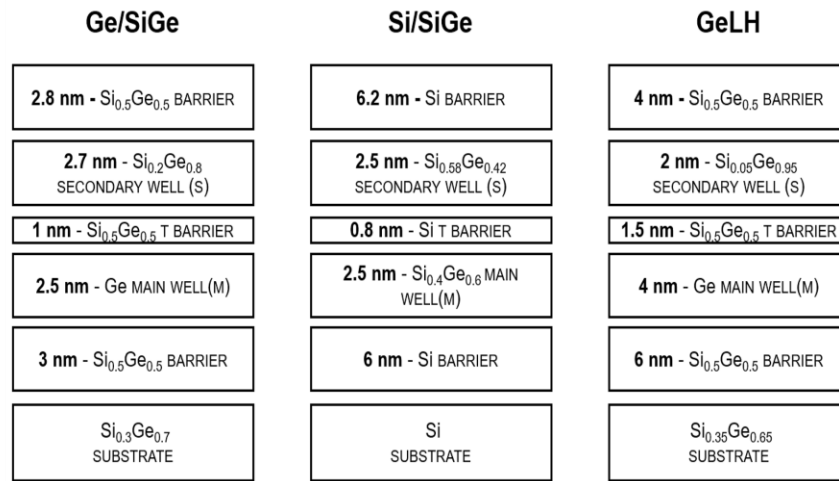 Ge/SiGe
2.8 nm - Si0.5Ge0.5 BARRIER
2.7 nm - Si0.2Ge0.8
SECONDARY WELL (S)
1 nm - Si0.5Ge0.5 T BARRIER
2.5 nm - Ge MAIN WELL(M)
3 nm - Si0.5Ge0.5 BARRIER
Si0.3Ge0.7
SUBSTRATE
Si/SiGe
6.2 nm - Si BARRIER
2.5 nm - Si0.58Ge0.42
SECONDARY WELL (S)
0.8 nm - Si T BARRIER
2.5 nm - Si0.4Ge0.6 MAIN
WELL(M)
6 nm - Si BARRIER
Si
SUBSTRATE
GeLH
4 nm - Si0.5Ge0.5 BARRIER
2 nm - Si0.05Ge0.95
SECONDARY WELL (S)
1.5 nm - Si0.5Ge0.5 T BARRIER
4 nm - Ge MAIN WELL(M)
6 nm - Si0.5Ge0.5 BARRIER
Si0.35Ge0.65
SUBSTRATE